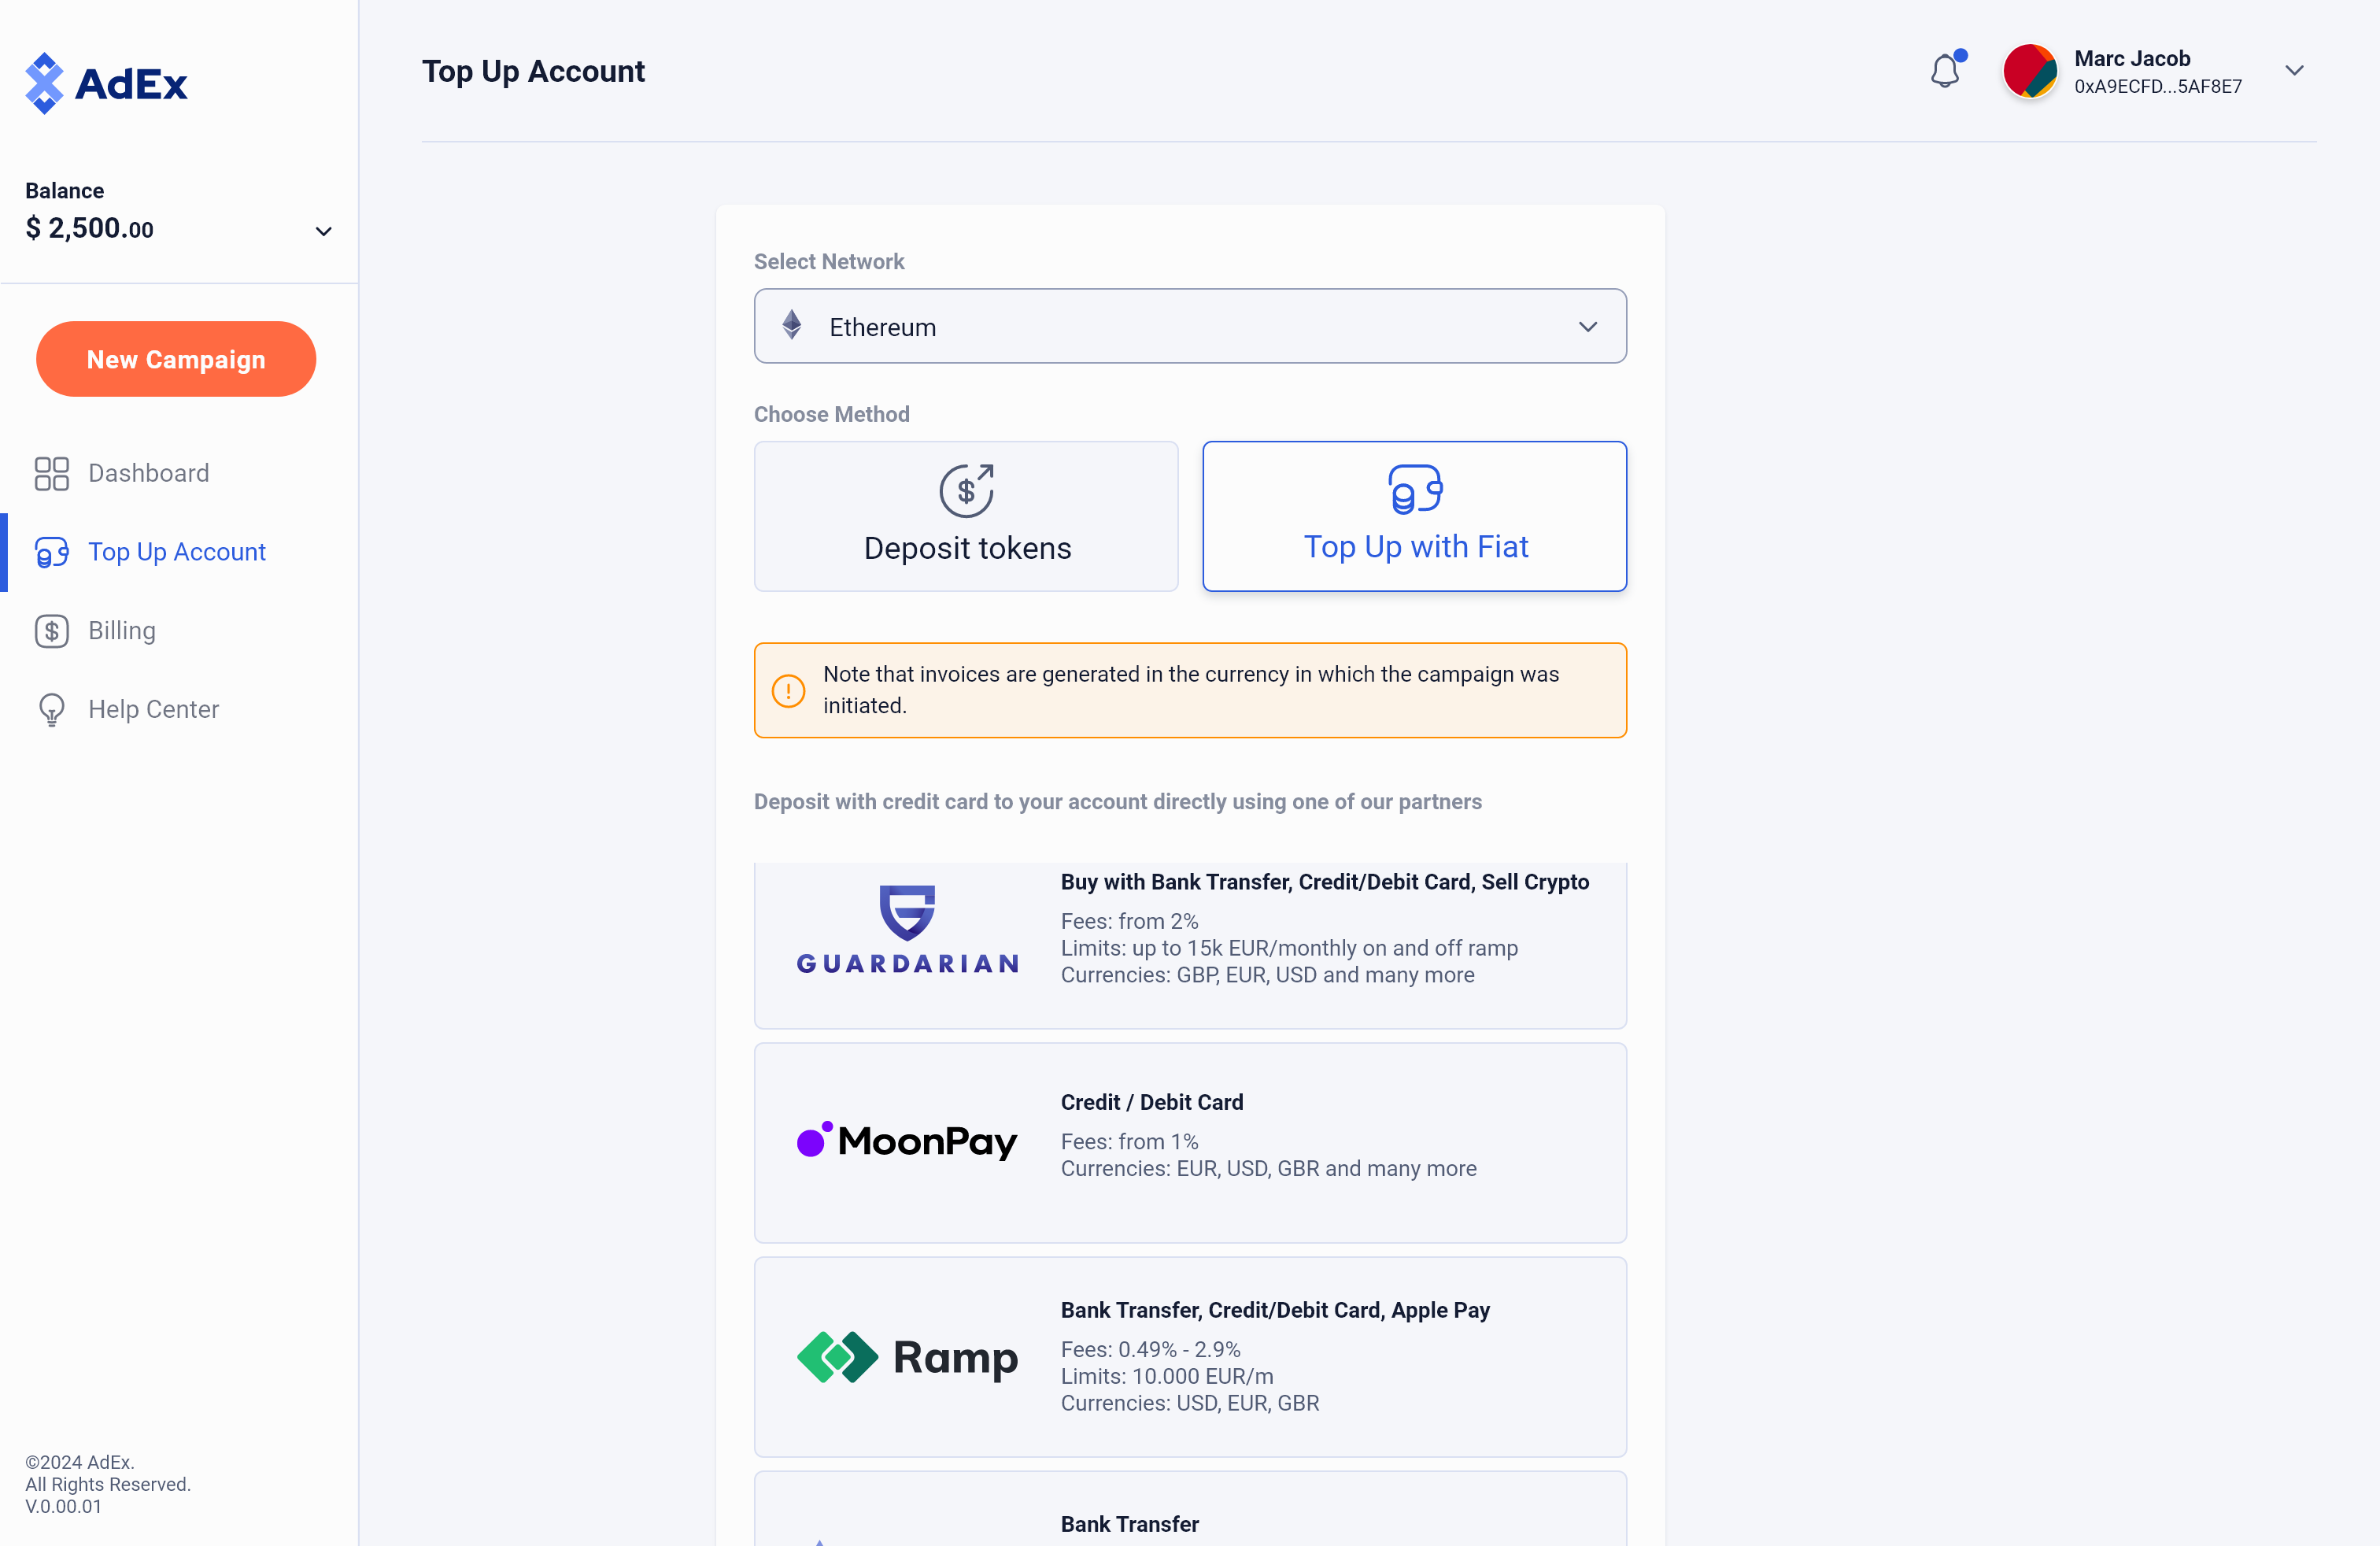 AdEx
Balance
$ 2,500.00
New Campaign
Dashboard
Top Up Account
Billing
Help Center
©2024 AdEx.
All Rights Reserved.
V.0.00.01
Top Up Account
Marc Jacob
0xA9ECFD...5AF8E7
Select Network
Ethereum
Choose Method
Deposit tokens
Top Up with Fiat
Note that invoices are generated in the currency in which the campaign was
initiated.
Deposit with credit card to your account directly using one of our partners
GUARDARIAN
Buy with Bank Transfer, Credit/Debit Card, Sell Crypto
Fees: from 2%
Limits: up to 15k EUR/monthly on and off ramp
Currencies: GBP, EUR, USD and many more
MoonPay
Credit / Debit Card
Fees: from 1%
Currencies: EUR, USD, GBR and many more
Ramp
Bank Transfer, Credit/Debit Card, Apple Pay
Fees: 0.49% - 2.9%
Limits: 10.000 EUR/m
Currencies: USD, EUR, GBR
Bank Transfer